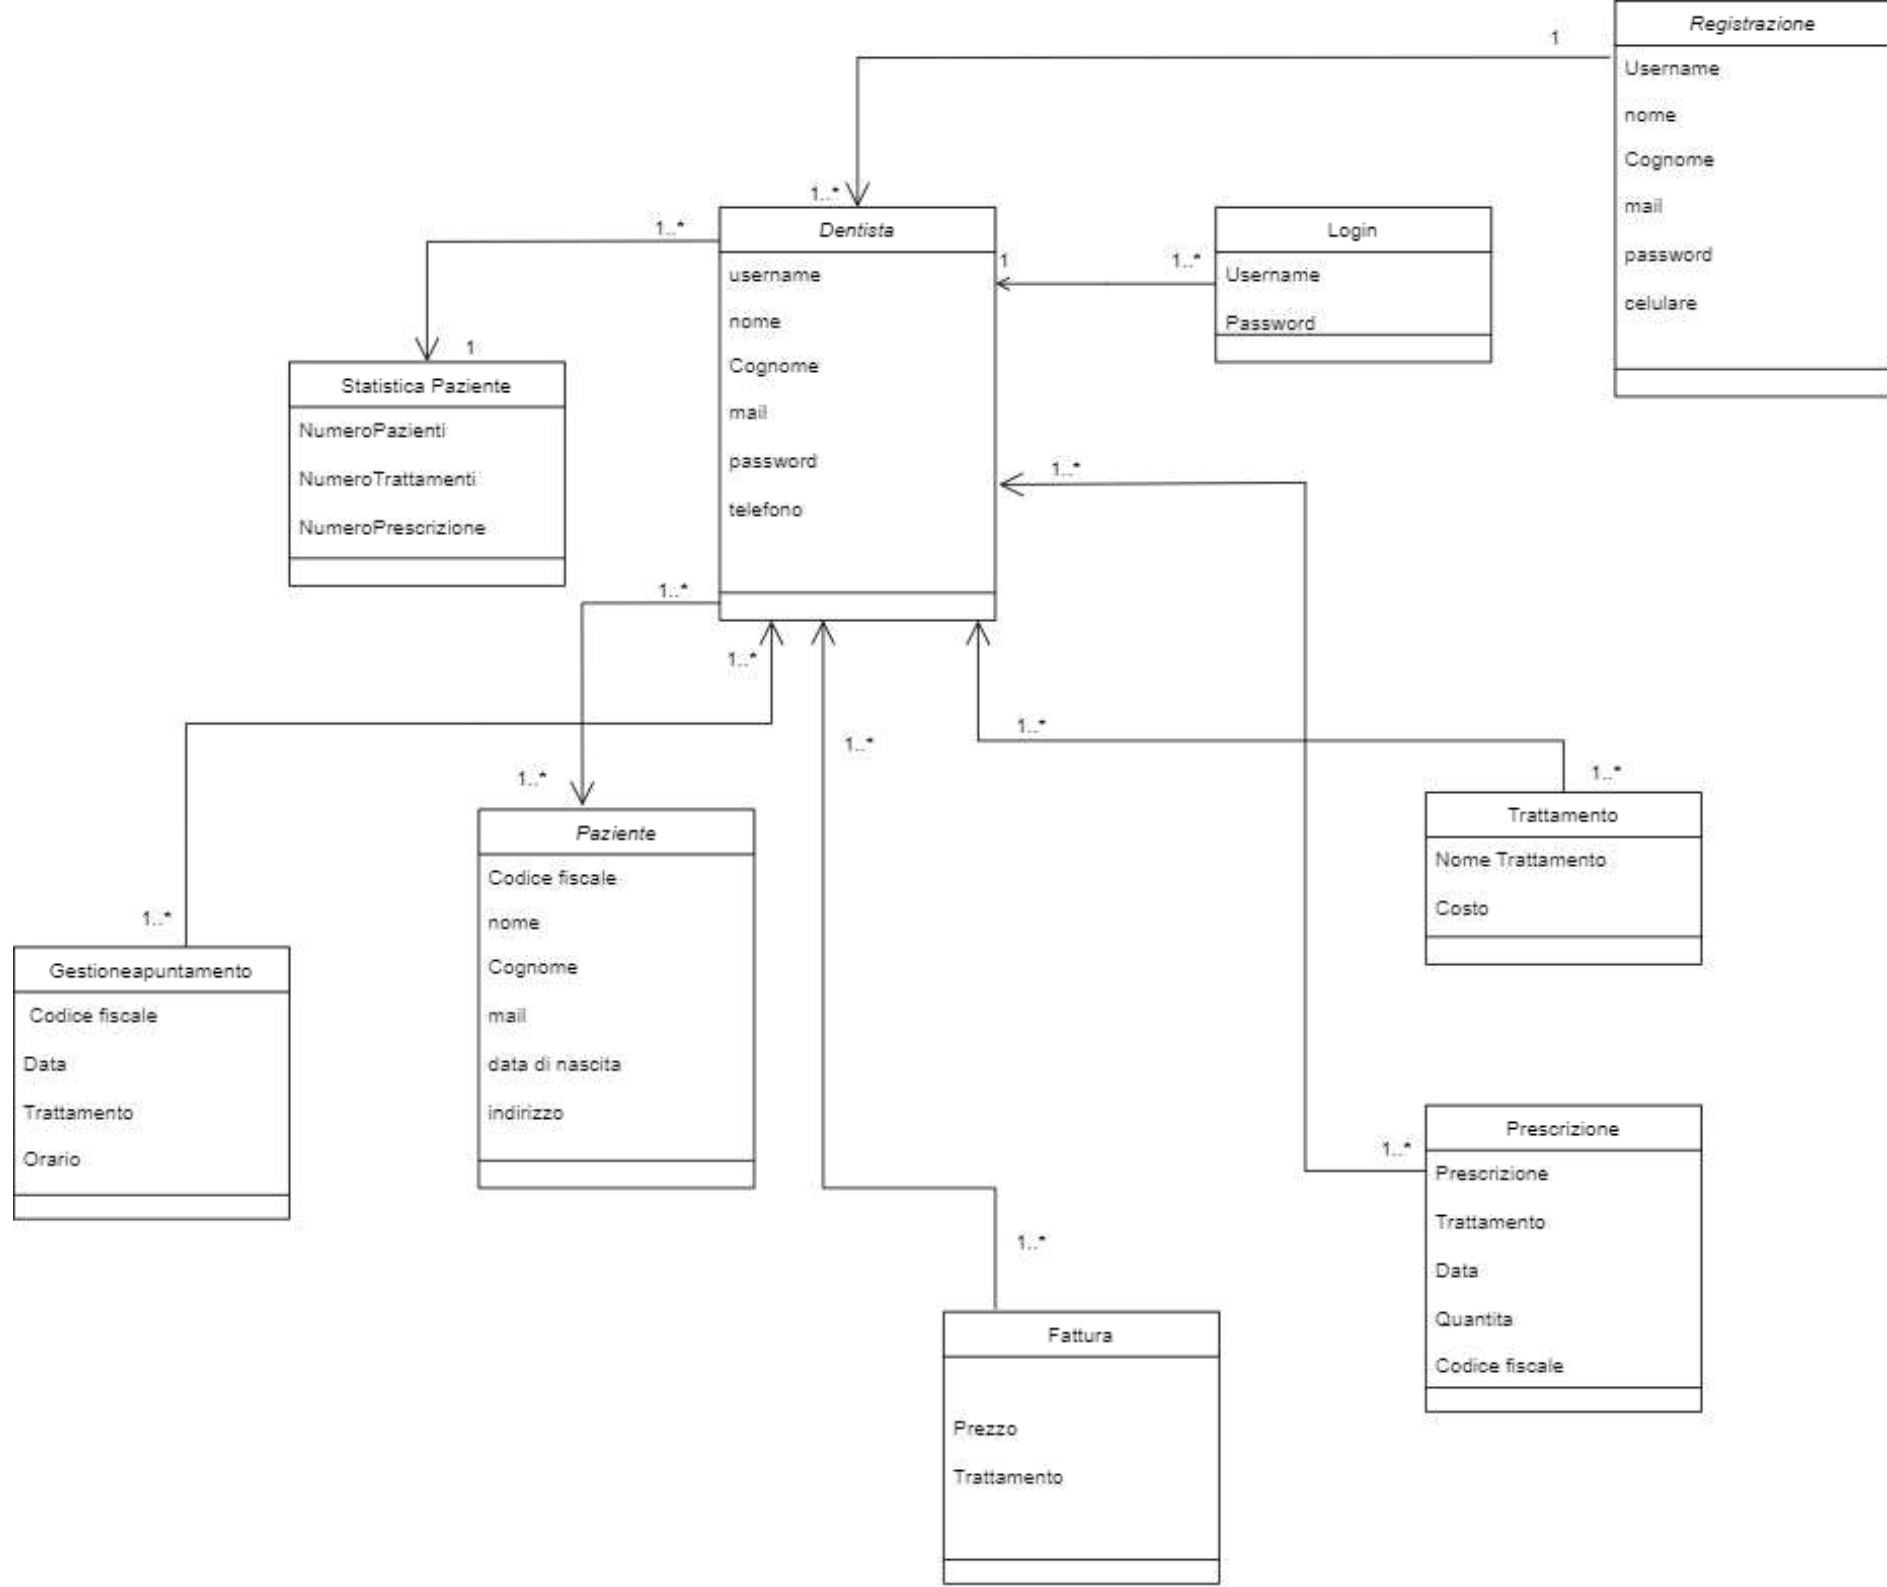 Registrazione
Username
nome
Cognome
mail
password
celulare
1
1..*
Dentista
username
nome
Cognome
mail
password
telefono
1..*
1
1..*
Login
Username
Password
1
Statistica Paziente
NumeroPazienti
NumeroTrattamenti
NumeroPrescrizione
1..*
1..*
1..*
1..*
1..*
1..*
1..*
Trattamento
Nome Trattamento
Costo
Paziente
Codice fiscale
nome
Cognome
mail
data di nascita
indirizzo
1..*
Gestioneapuntamento
Codice fiscale
Data
Trattamento
Orario
1..*
Prescrizione
Prescrizione
Trattamento
Data
Quantita
Codice fiscale
1..*
Fattura
Prezzo
Trattamento